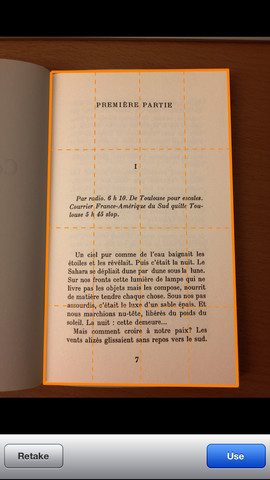 PREMIÈRE PARTIE
I
Par radio. 6 h 10. De Toulouse pour escales.
Courrier France-Amérique du Sud quitte Tou-
louse 5 h 45 stop.
Un ciel pur comme de l'eau baignait les
étoiles et les révélait. Puis c'était la nuit. Le
Sahara se dépliait dune par dune sous la lune.
Sur nos fronts cette lumière de lampe qui ne
livre pas les objets mais les compose, nourrit
de matière tendre chaque chose. Sous nos pas
assourdis, c'était le luxe d'un sable épais. Et
nous marchions nu-tête, libérés du poids du
soleil. La nuit : cette demeure...
Mais comment croire à notre paix? Les
vents alizés glissaient sans repos vers le sud.
7
Retake
Use